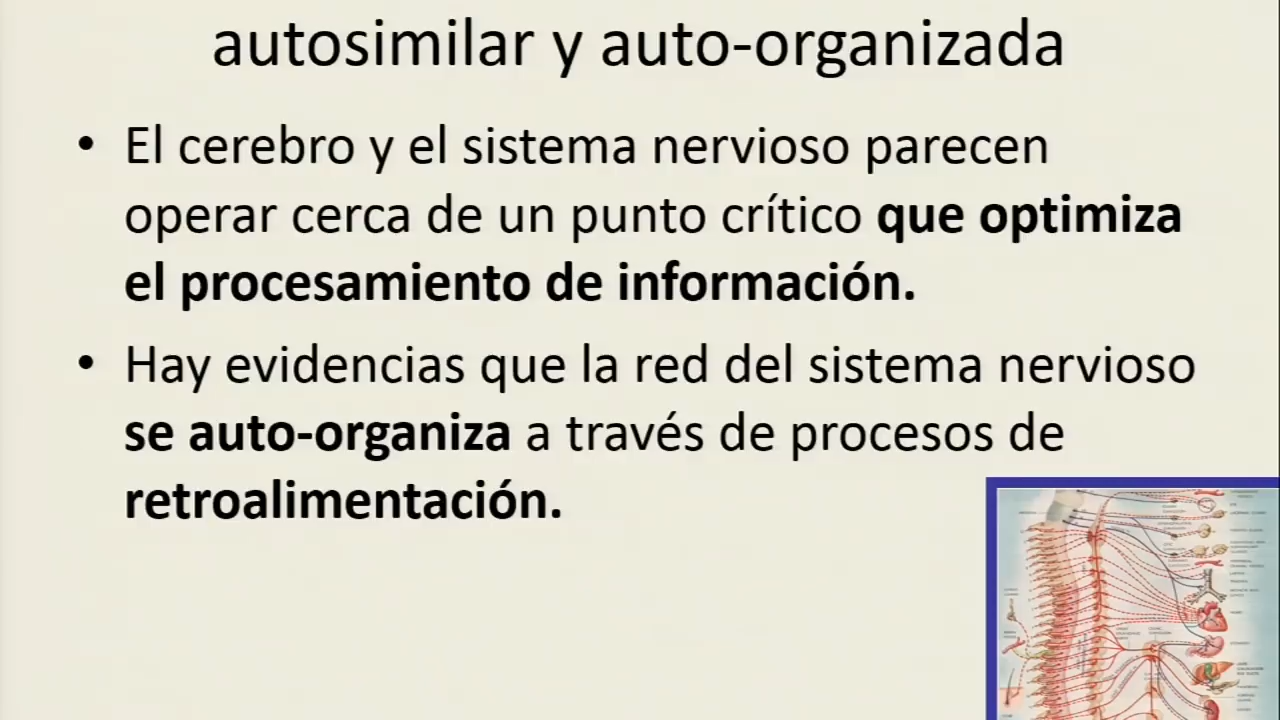 autosimilar y auto-organizada
• El cerebro y el sistema nervioso parecen
operar cerca de un punto crítico que optimiza
el procesamiento de información.
• Hay evidencias que la red del sistema nervioso
se auto-organiza a través de procesos de
retroalimentación.